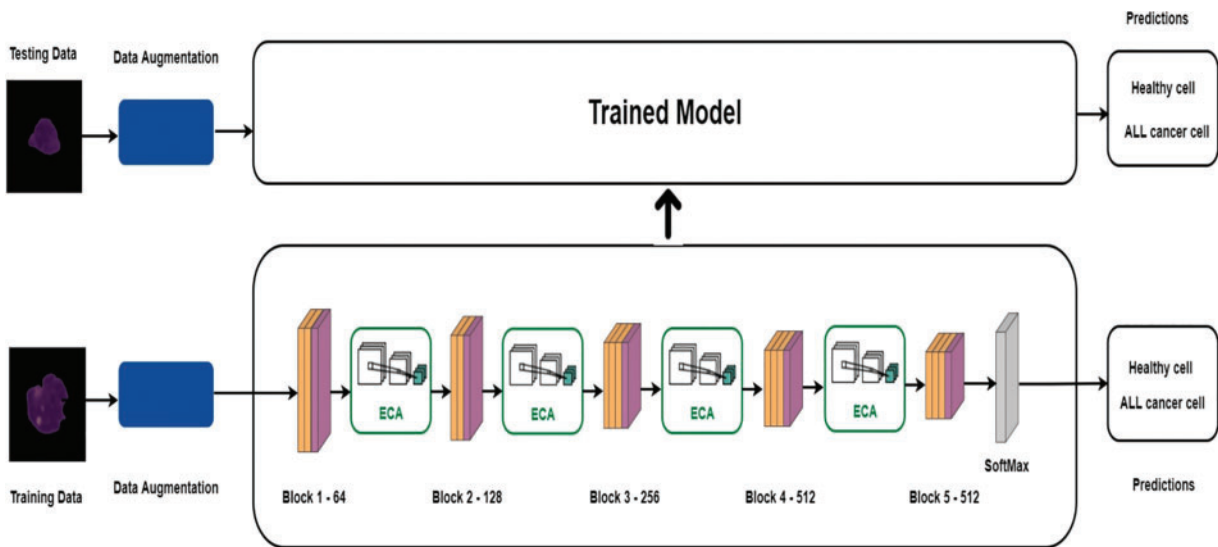 Predictions
Testing Data
Data Augmentation
Healthy cell
ALL cancer cell
Trained Model
ECA
ECA
ECA
ECA
Healthy cell
ALL cancer cell
SoftMax
Training Data
Data Augmentation
Block 1 - 64
Block 2 - 128
Block 3 - 256
Block 4 - 512
Block 5 - 512
Predictions